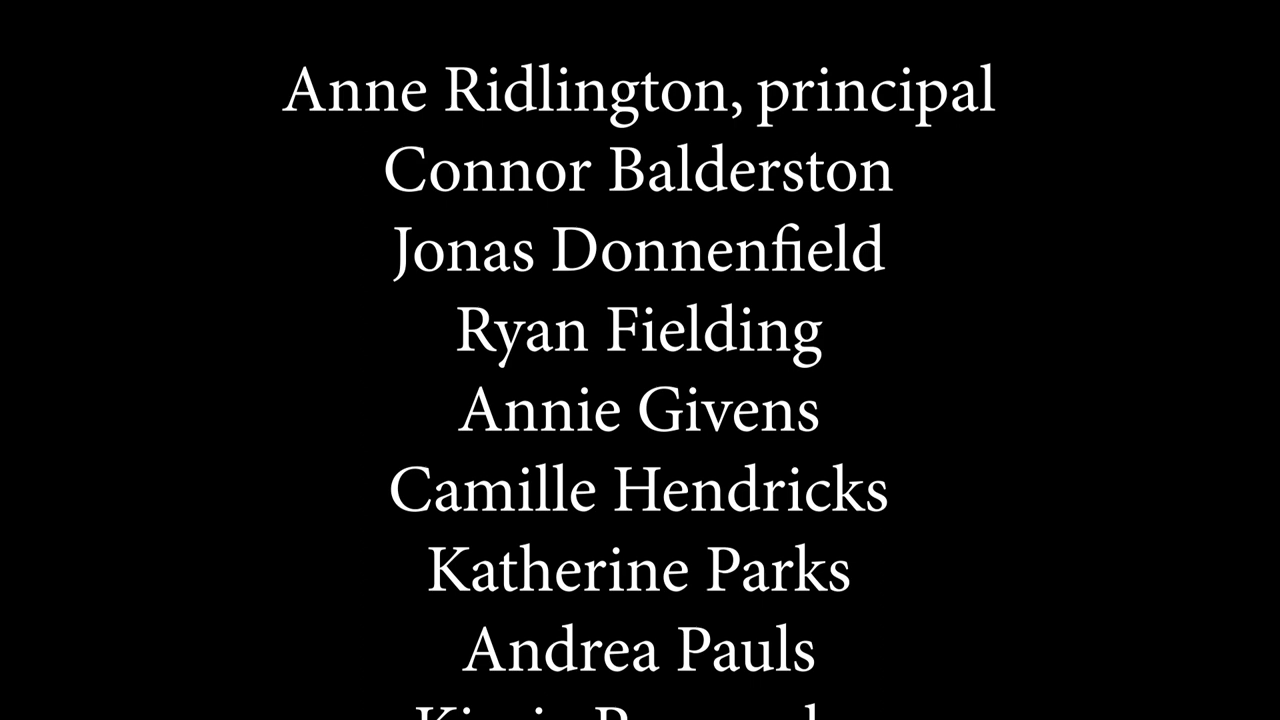 Anne Ridlington, principal
Connor Balderston
Jonas Donnenfield
Ryan Fielding
Annie Givens
Camille Hendricks
Katherine Parks
Andrea Pauls